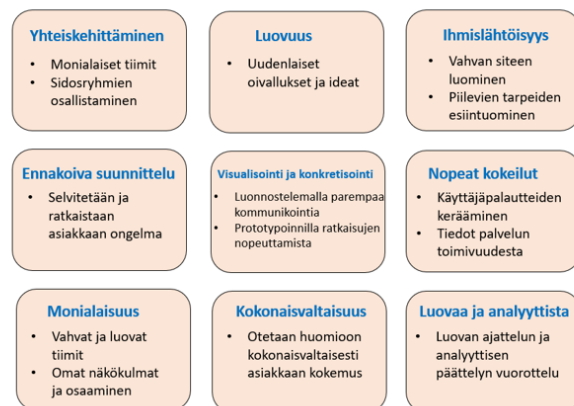 Yhteiskehittäminen
• Monialaiset tiimit
• Sidosryhmien
osallistaminen
Luovuus
• Uudenlaiset
oivallukset ja ideat
Ihmislähtöisyys
• Vahvan siteen
luominen
• Piilevien tarpeiden
esiintuominen
Ennakoiva suunnittelu
• Selvitetään ja
ratkaistaan
asiakkaan ongelma
Visualisointi ja konkretisointi
• Luonnostelemalla parempaa
kommunikointia
• Prototypoinnilla ratkaisujen
nopeuttamista
Nopeat kokeilut
• Käyttäjäpalautteiden
kerääminen
• Tiedot palvelun
toimivuudesta
Monialaisuus
• Vahvat ja luovat
tiimit
• Omat näkökulmat
ja osaaminen
Kokonaisvaltaisuus
• Otetaan huomioon
kokonaisvaltaisesti
asiakkaan kokemus
Luovaa ja analyyttista
• Luovan ajattelun ja
analyyttisen
päättelyn vuorottelu